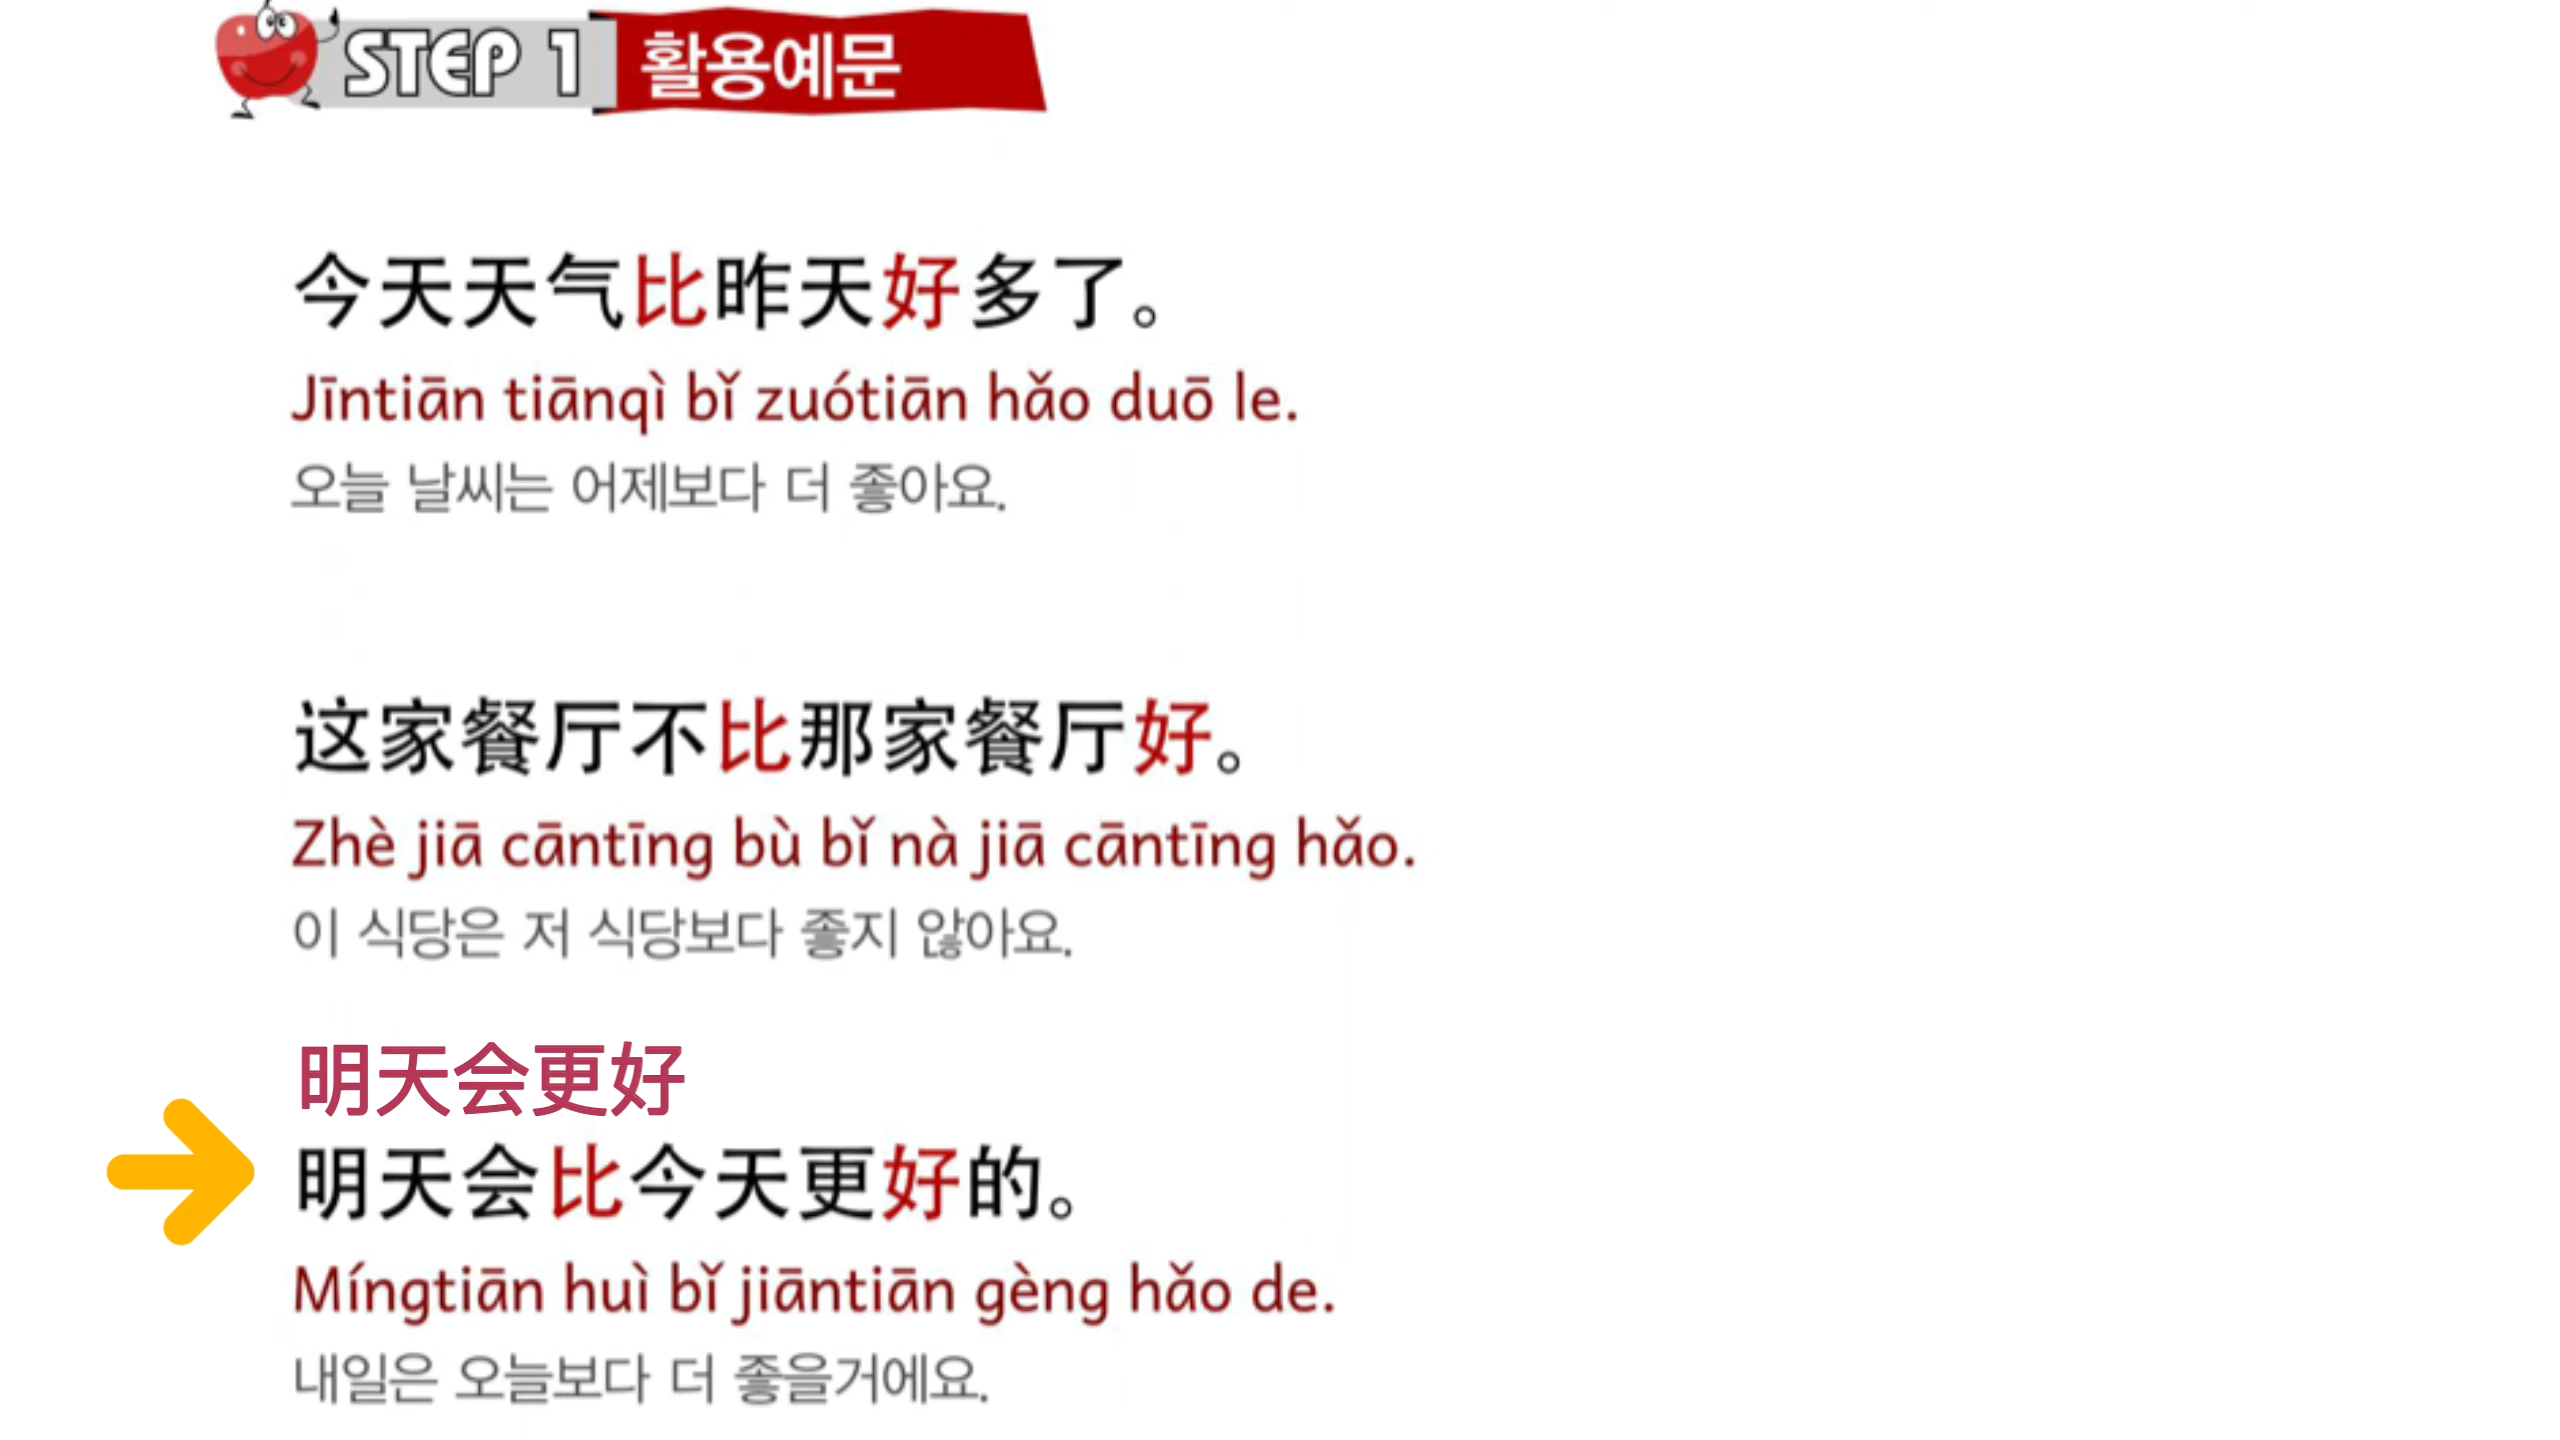 STEP 1 활용예문
今天天气比昨天好多了。
Jīntiān tiānqì bǐ zuótiān hǎo duō le.
오늘 날씨는 어제보다 더 좋아요.
这家餐厅不比那家餐厅好。
Zhè jiā cāntīng bù bǐ nà jiā cāntīng hǎo.
이 식당은 저 식당보다 좋지 않아요.
明天会更好
明天会比今天更好的。
Míngtiān huì bǐ jiāntiān gèng hǎo de.
내일은 오늘보다 더 좋을거에요.